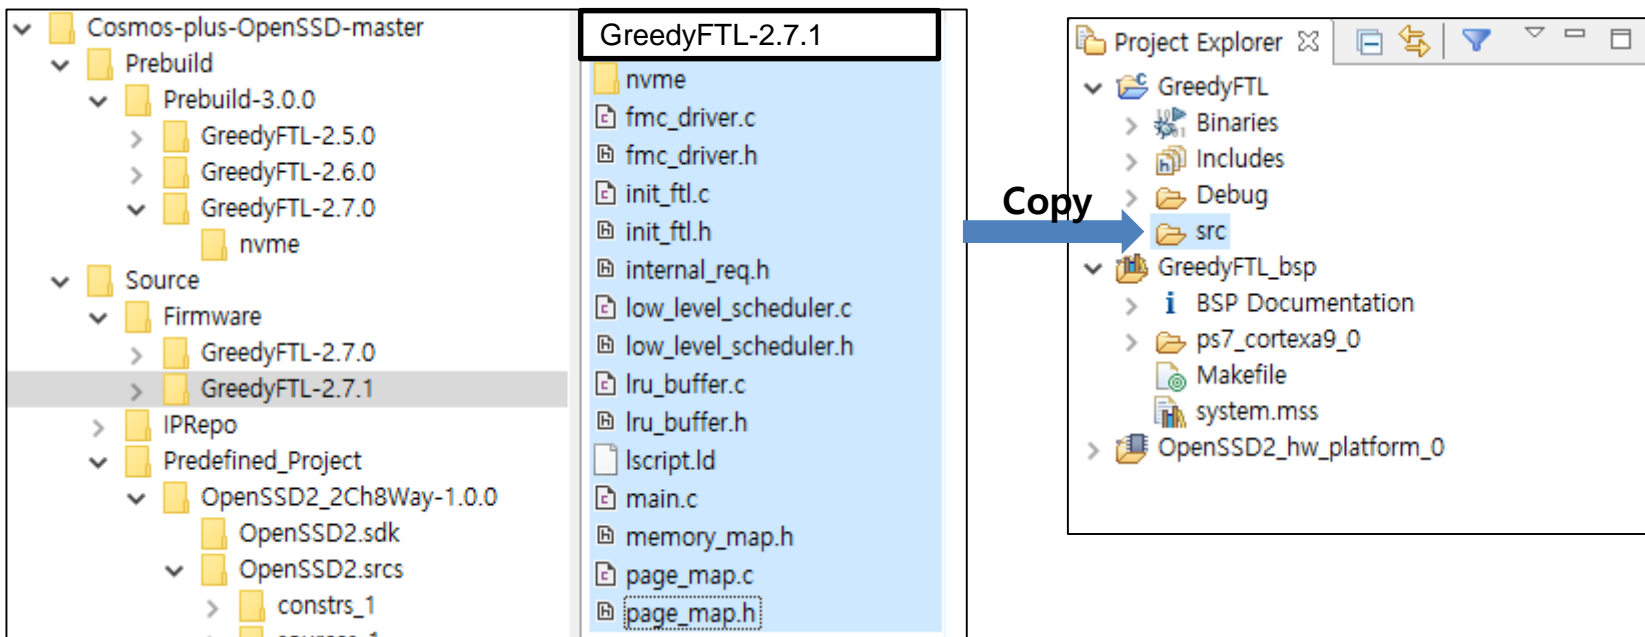 Cosmos-plus-OpenSSD-master
Prebuild
Prebuild-3.0.0
GreedyFTL-2.5.0
GreedyFTL-2.6.0
GreedyFTL-2.7.0
nvme
Source
Firmware
GreedyFTL-2.7.0
GreedyFTL-2.7.1
IPRepo
Predefined_Project
OpenSSD2_2Ch8Way-1.0.0
OpenSSD2.sdk
OpenSSD2.srcs
constrs_1
GreedyFTL-2.7.1
nvme
fmc_driver.c
fmc_driver.h
init_ftl.c
init_ftl.h
internal_req.h
low_level_scheduler.c
low_level_scheduler.h
lru_buffer.c
lru_buffer.h
lscript.ld
main.c
memory_map.h
page_map.c
page_map.h
Copy
Project Explorer
GreedyFTL
Binaries
Includes
Debug
src
GreedyFTL_bsp
BSP Documentation
ps7_cortexa9_0
Makefile
system.mss
OpenSSD2_hw_platform_0